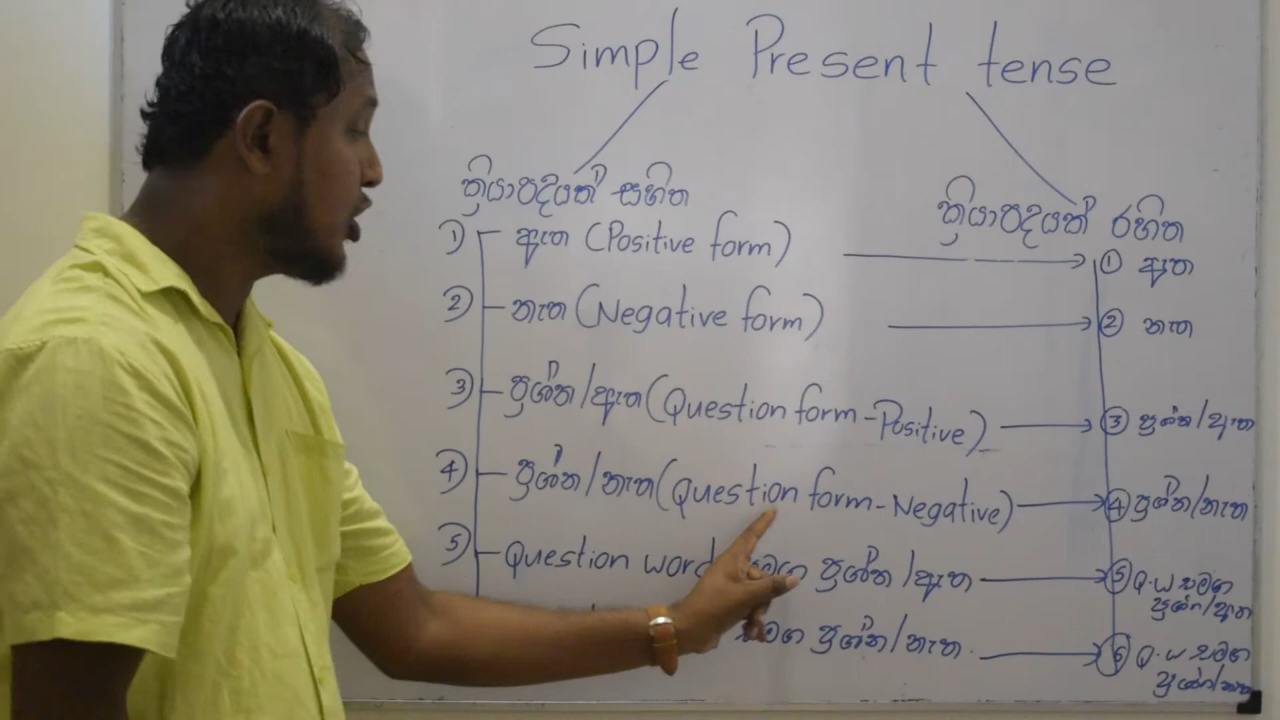 Simple Present tense
ක්‍රියාපදයක් සහිත
① ඇත (Positive form)
② නැත (Negative form)
③ ප්‍රශ්න/ඇත (Question form-Positive)
④ ප්‍රශ්න/නැත (Question form-Negative)
⑤ Question word සමග ප්‍රශ්න/ඇත
සමග ප්‍රශ්න/නැත.
ක්‍රියාපදයක් රහිත
① ඇත
② නැත
③ ප්‍රශ්න/ඇත
④ ප්‍රශ්න/නැත
⑤ Q.W සමග
ප්‍රශ්න/ඇත
⑥ Q.W සමග
ප්‍රශ්න/නැත